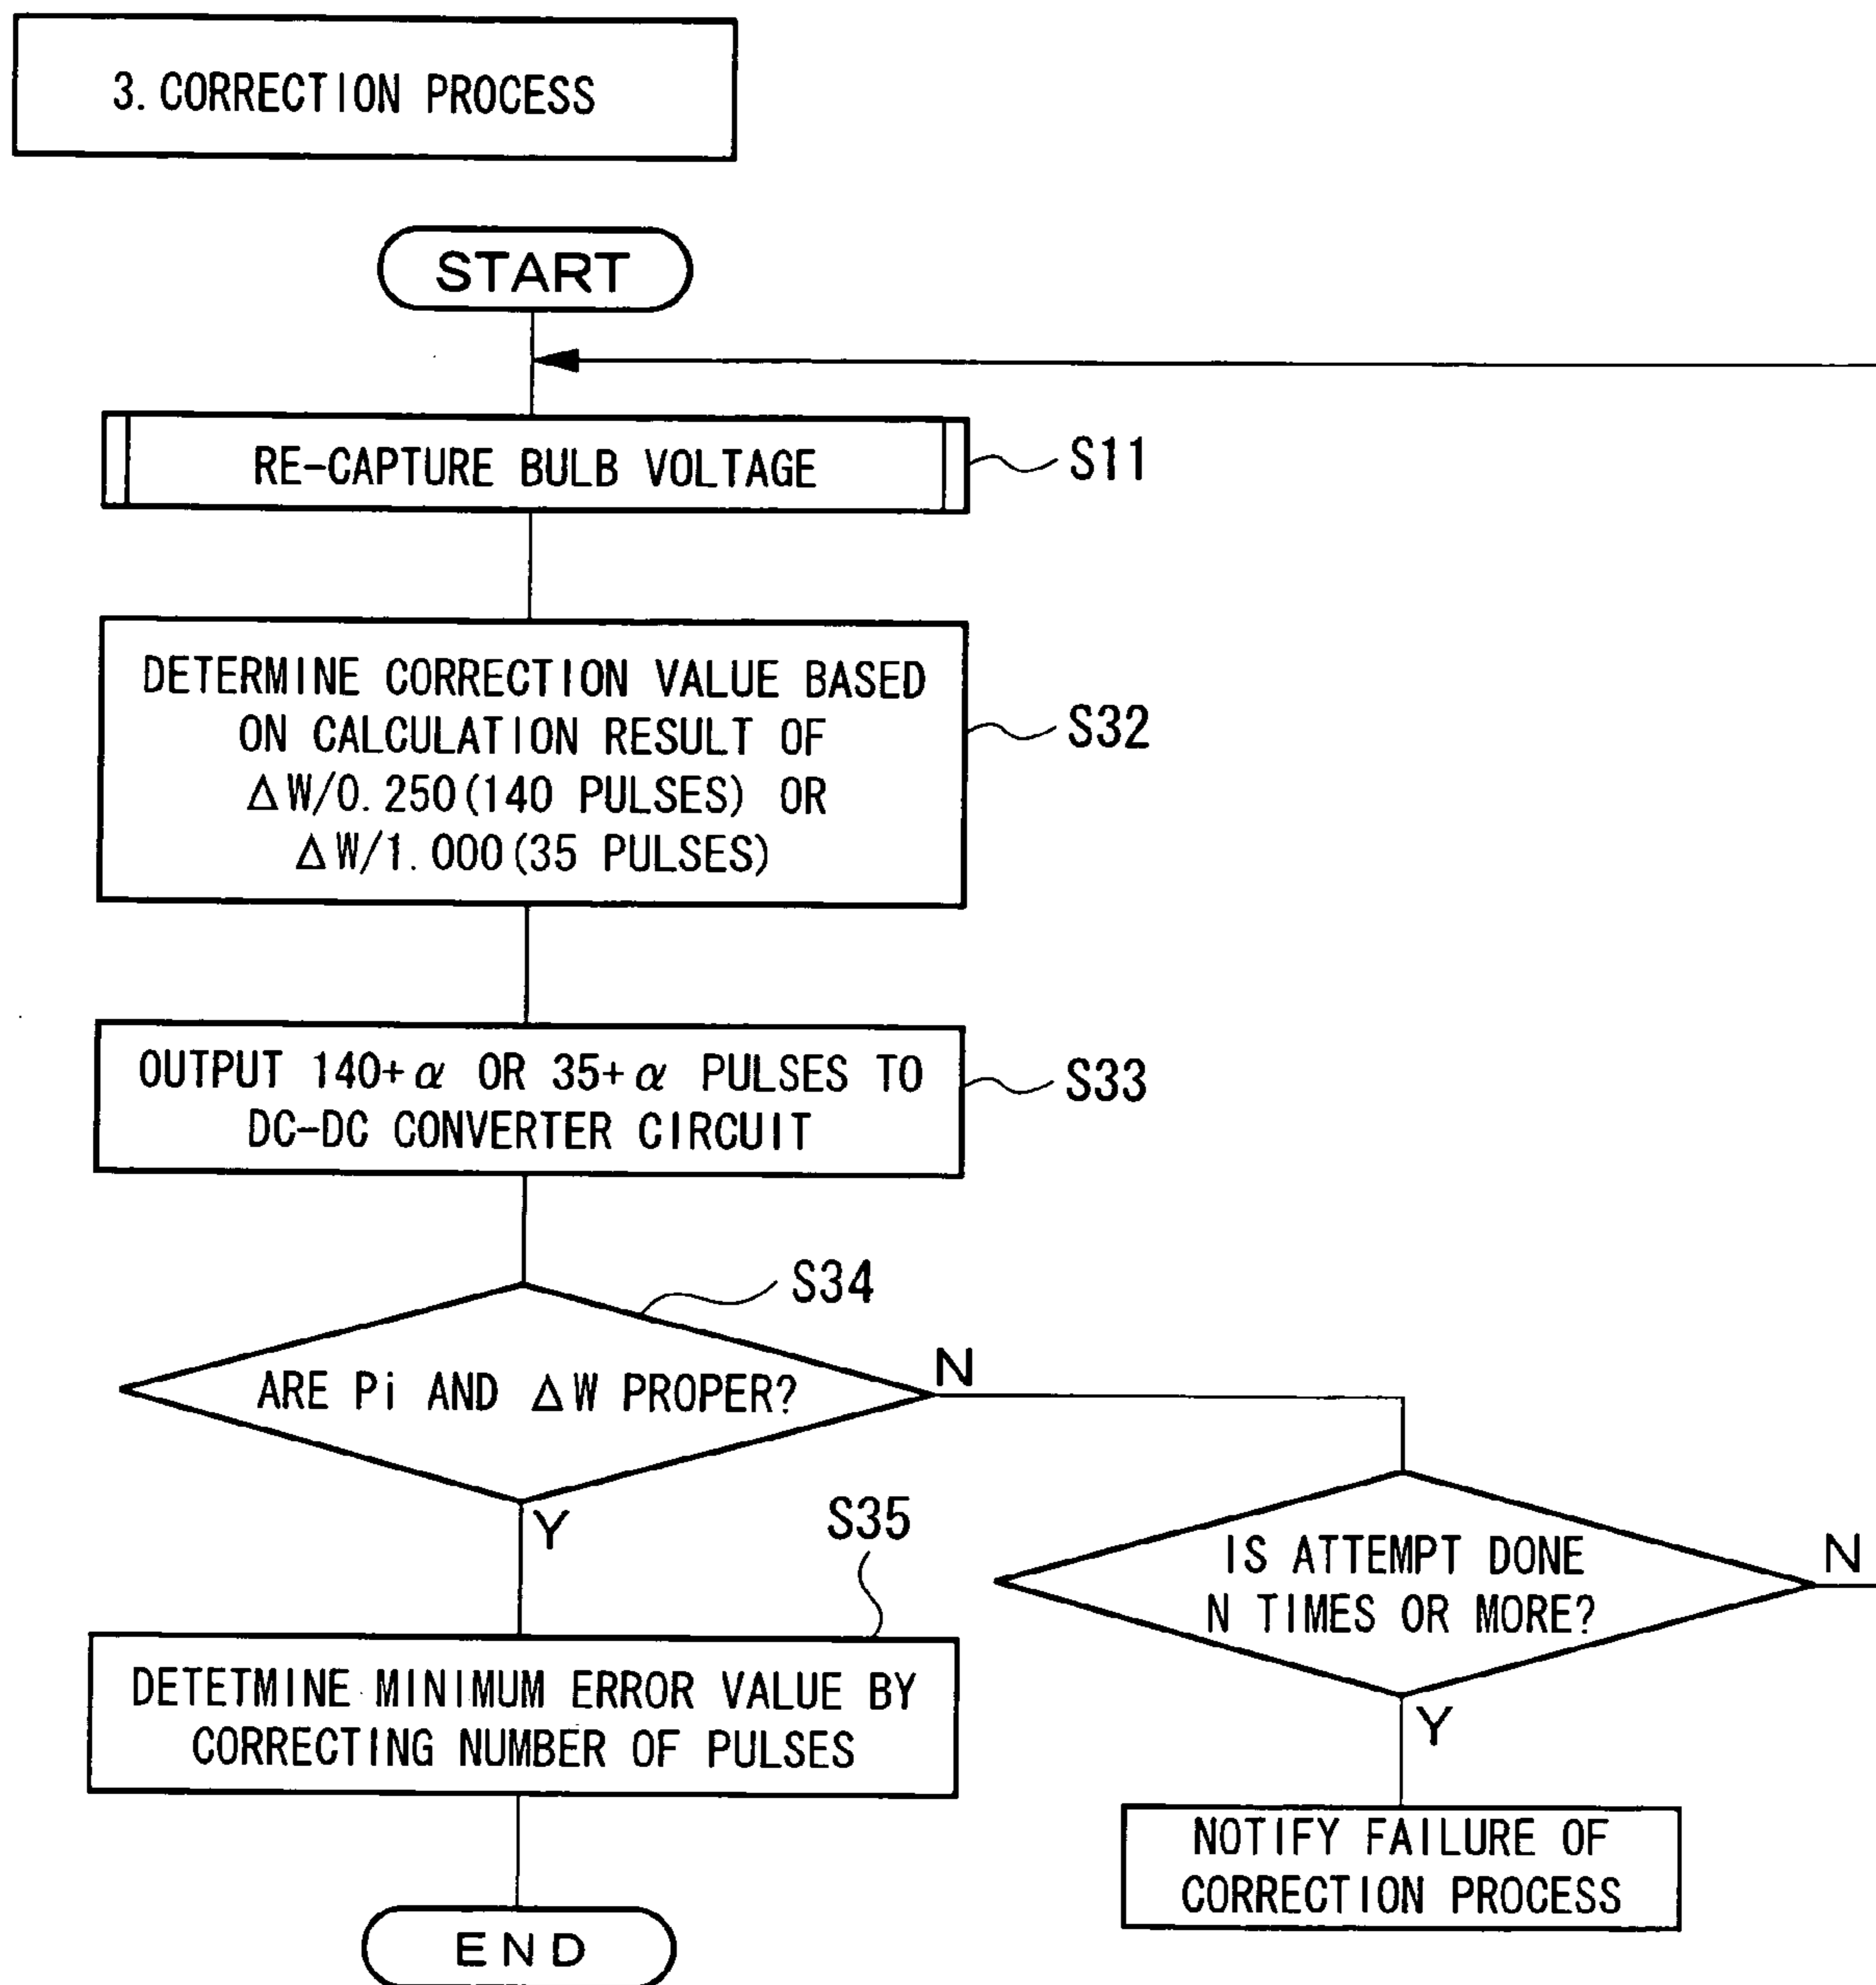 3. CORRECTION PROCESS
START
RE-CAPTURE BULB VOLTAGE
S11
DETERMINE CORRECTION VALUE BASED
ON CALCULATION RESULT OF
ΔW/0.250(140 PULSES) OR
ΔW/1.000(35 PULSES)
S32
OUTPUT 140+α OR 35+α PULSES TO
DC-DC CONVERTER CIRCUIT
S33
S34
ARE Pi AND ΔW PROPER?
N
Y
S35
IS ATTEMPT DONE
N TIMES OR MORE?
N
Y
DETETMINE MINIMUM ERROR VALUE BY
CORRECTING NUMBER OF PULSES
NOTIFY FAILURE OF
CORRECTION PROCESS
END